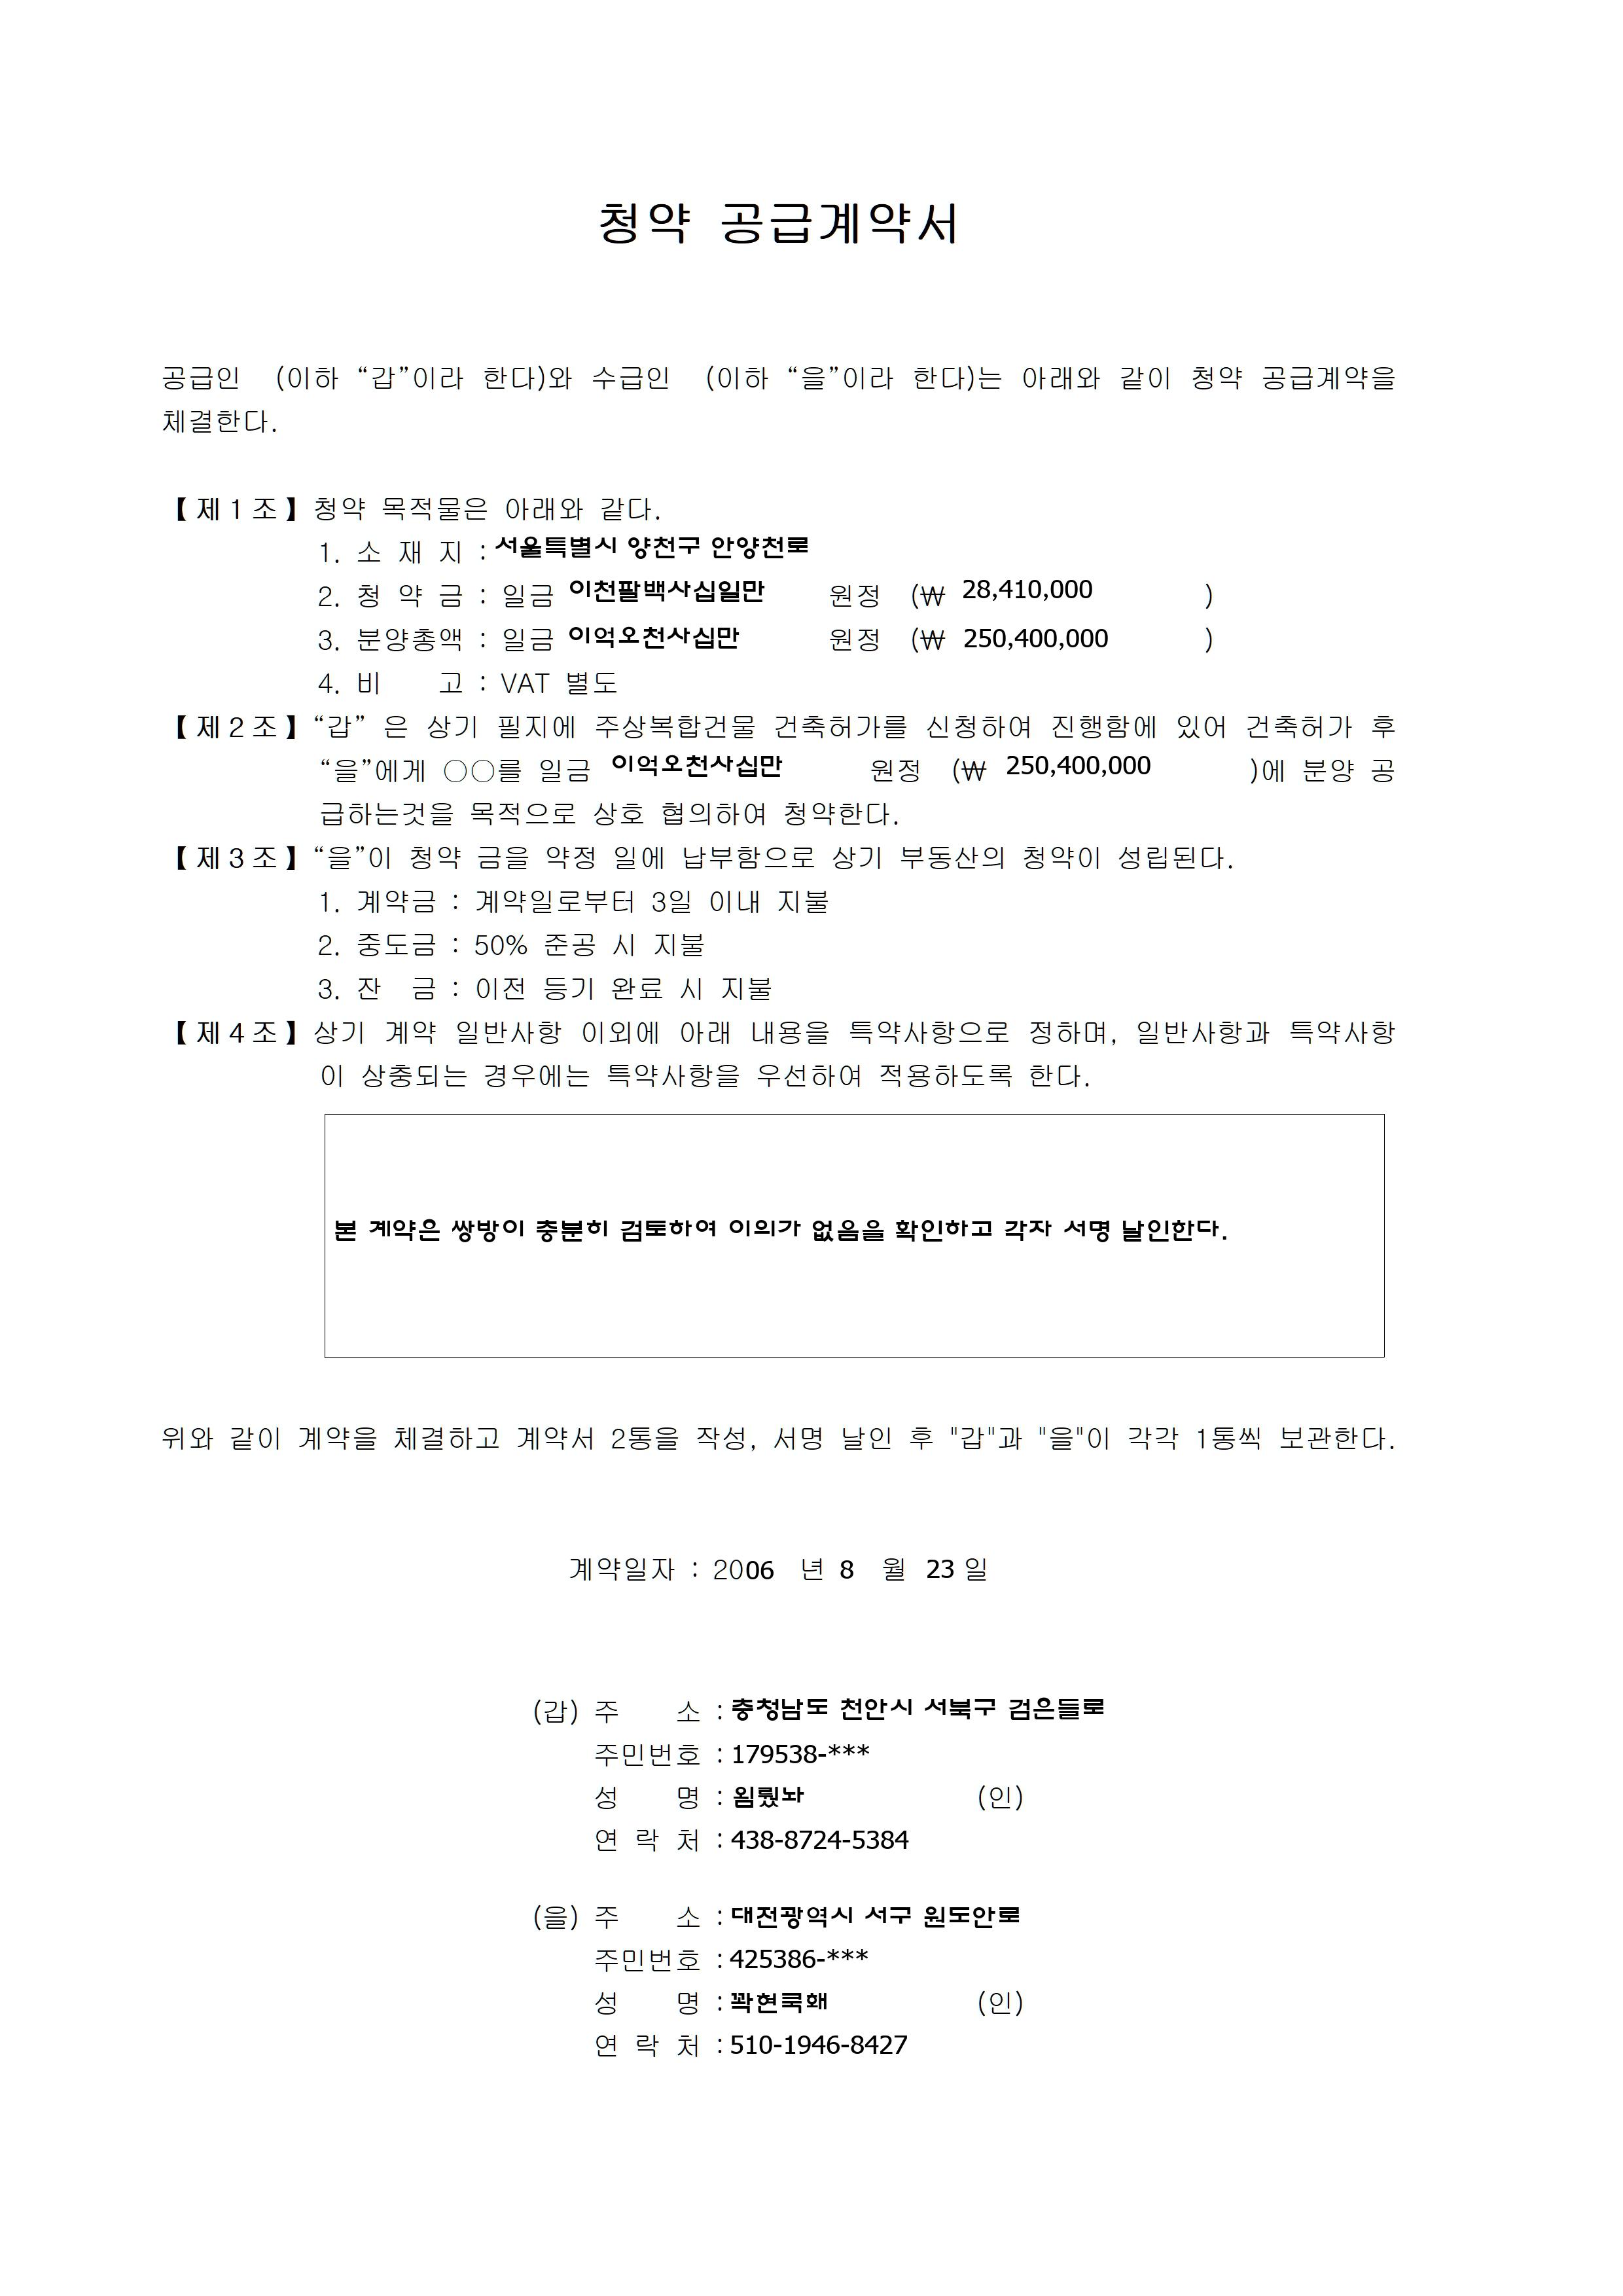 청약 공급계약서
공급인 (이하 “갑”이라 한다)와 수급인 (이하 “을”이라 한다)는 아래와 같이 청약 공급계약을
체결한다.
【제1조】청약 목적물은 아래와 같다.
1. 소 재 지 : 서울특별시 양천구 안양천로
2. 청 약 금 : 일금 이천팔백사십일만 원정 (₩ 28,410,000 )
3. 분양총액 : 일금 이억오천사십만 원정 (₩ 250,400,000 )
4. 비 고 : VAT 별도
【제2조】“갑” 은 상기 필지에 주상복합건물 건축허가를 신청하여 진행함에 있어 건축허가 후
“을”에게 ○○를 일금 이억오천사십만 원정 (₩ 250,400,000 )에 분양 공
급하는것을 목적으로 상호 협의하여 청약한다.
【제3조】“을”이 청약 금을 약정 일에 납부함으로 상기 부동산의 청약이 성립된다.
1. 계약금 : 계약일로부터 3일 이내 지불
2. 중도금 : 50% 준공 시 지불
3. 잔 금 : 이전 등기 완료 시 지불
【제4조】상기 계약 일반사항 이외에 아래 내용을 특약사항으로 정하며, 일반사항과 특약사항
이 상충되는 경우에는 특약사항을 우선하여 적용하도록 한다.
본 계약은 쌍방이 충분히 검토하여 이의가 없음을 확인하고 각자 서명 날인한다.
위와 같이 계약을 체결하고 계약서 2통을 작성, 서명 날인 후 "갑"과 "을"이 각각 1통씩 보관한다.
계약일자 : 2006 년 8 월 23 일
(갑) 주 소 : 충청남도 천안시 서북구 검은들로
주민번호 : 179538-***
성 명 : 욈뤘놔 (인)
연 락 처 : 438-8724-5384
(을) 주 소 : 대전광역시 서구 원도안로
주민번호 : 425386-***
성 명 : 꽉현룩홰 (인)
연 락 처 : 510-1946-8427